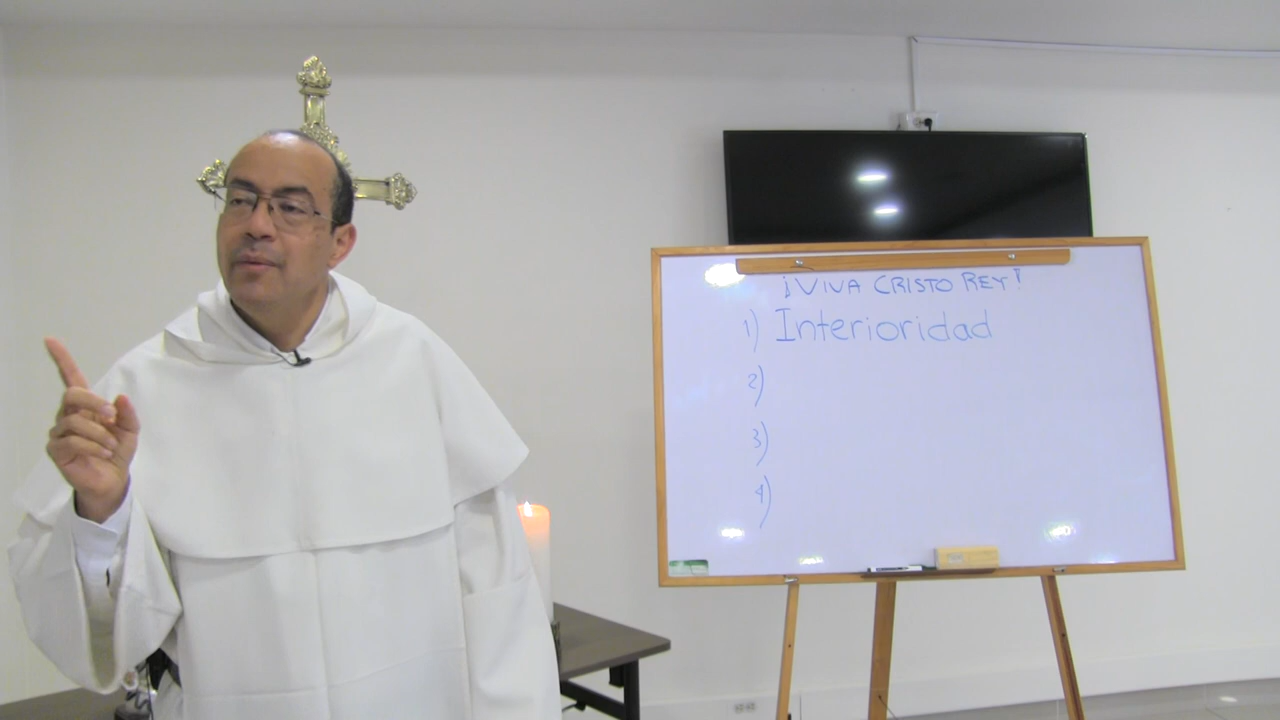 ¡VIVA CRISTO REY!
1) Interioridad
2)
3)
4)